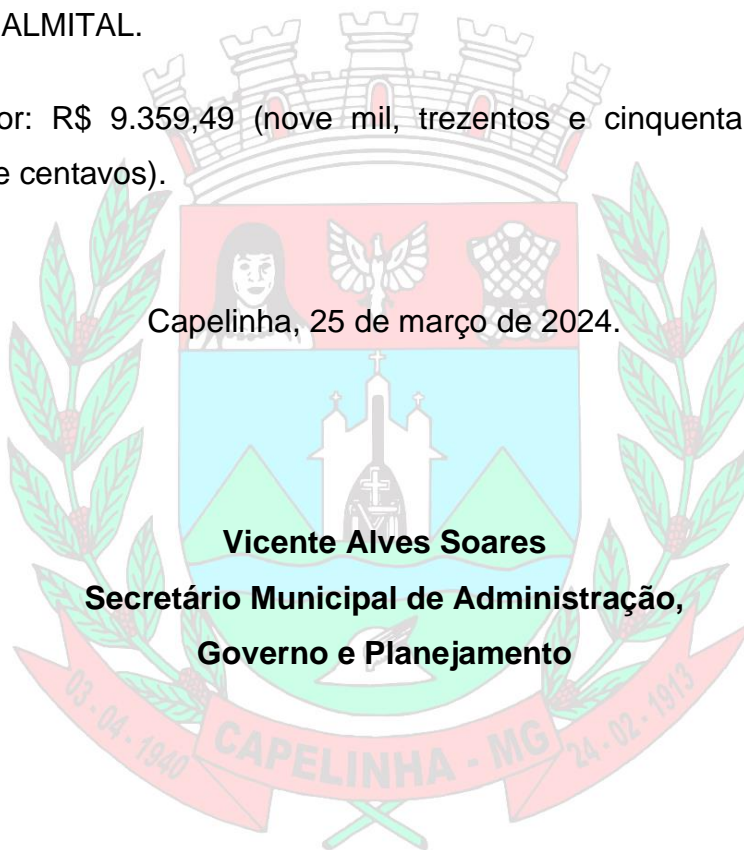 ALMITAL.
or: R$ 9.359,49 (nove mil, trezentos e cinquenta
e centavos).
Capelinha, 25 de março de 2024.
Vicente Alves Soares
Secretário Municipal de Administração,
Governo e Planejamento
03-04-1940 CAPELINHA - MG 24-02-1913